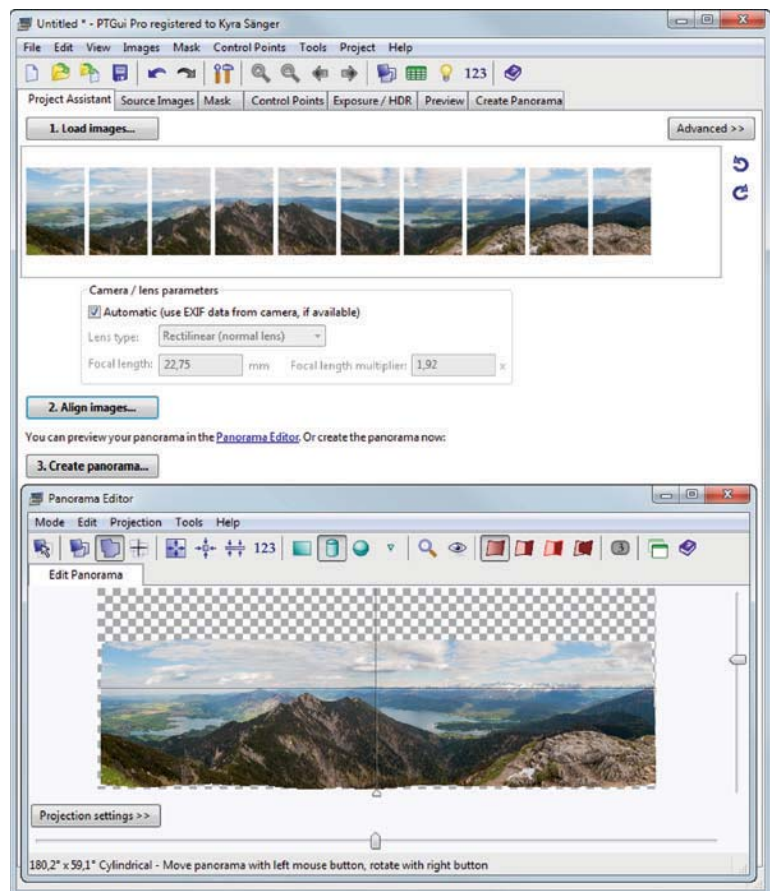 Untitled * - PTGui Pro registered to Kyra Sänger
File Edit View Images Mask Control Points Tools Project Help
123
Project Assistant Source Images Mask Control Points Exposure / HDR Preview Create Panorama
1. Load images...
Advanced >>
Camera / lens parameters
Automatic (use EXIF data from camera, if available)
Lens type: Rectilinear (normal lens)
Focal length: 22,75 mm Focal length multiplier: 1,92 x
2. Align images...
You can preview your panorama in the Panorama Editor. Or create the panorama now:
3. Create panorama...
Panorama Editor
Mode Edit Projection Tools Help
123 3
Edit Panorama
Projection settings >>
180,2° x 59,1° Cylindrical - Move panorama with left mouse button, rotate with right button